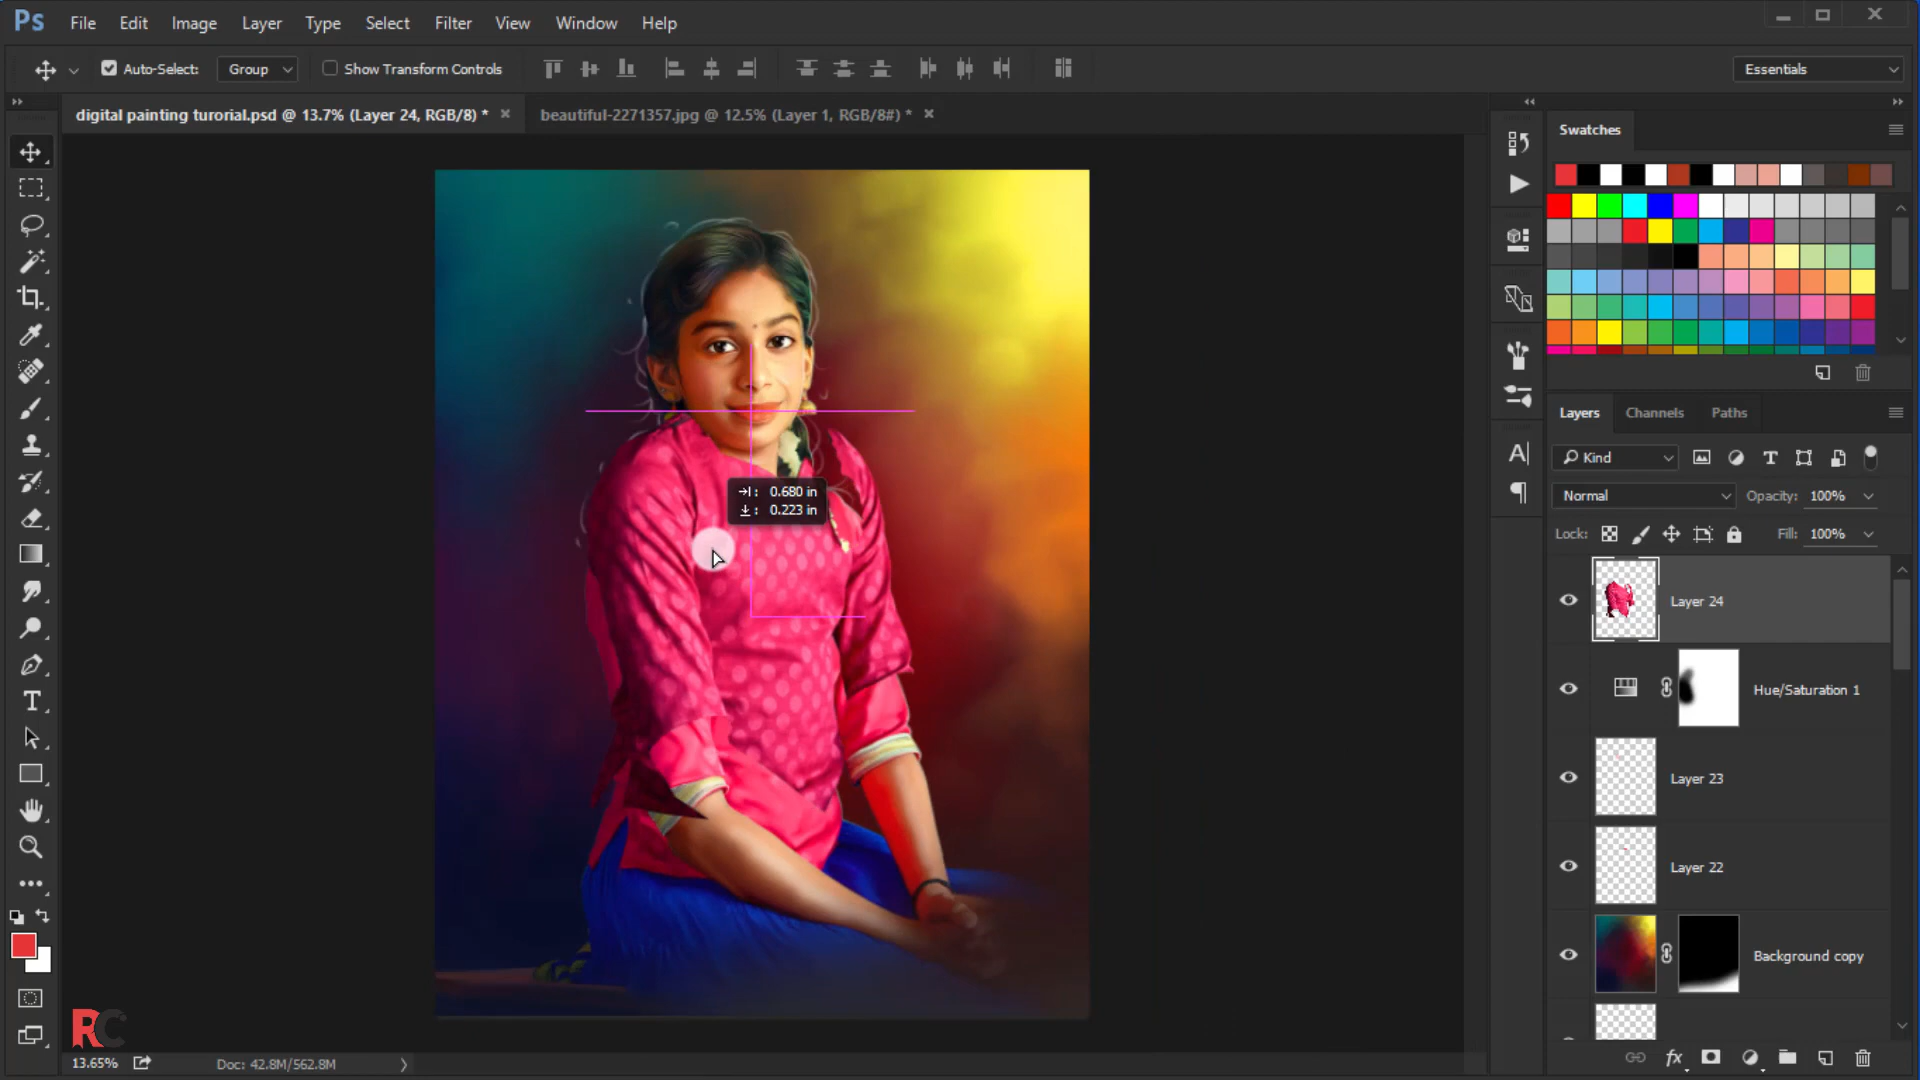 Ps File Edit Image Layer Type Select Filter View Window Help
Auto-Select: Group Show Transform Controls Essentials
digital painting turorial.psd @ 13.7% (Layer 24, RGB/8) * beautiful-2271357.jpg @ 12.5% (Layer 1, RGB/8#) *
Swatches
Layers Channels Paths
Kind
Normal Opacity: 100%
Lock: Fill: 100%
0.680 in
0.223 in
Layer 24
Hue/Saturation 1
Layer 23
Layer 22
Background copy
RC
13.65% Doc: 42.8M/562.8M
fx